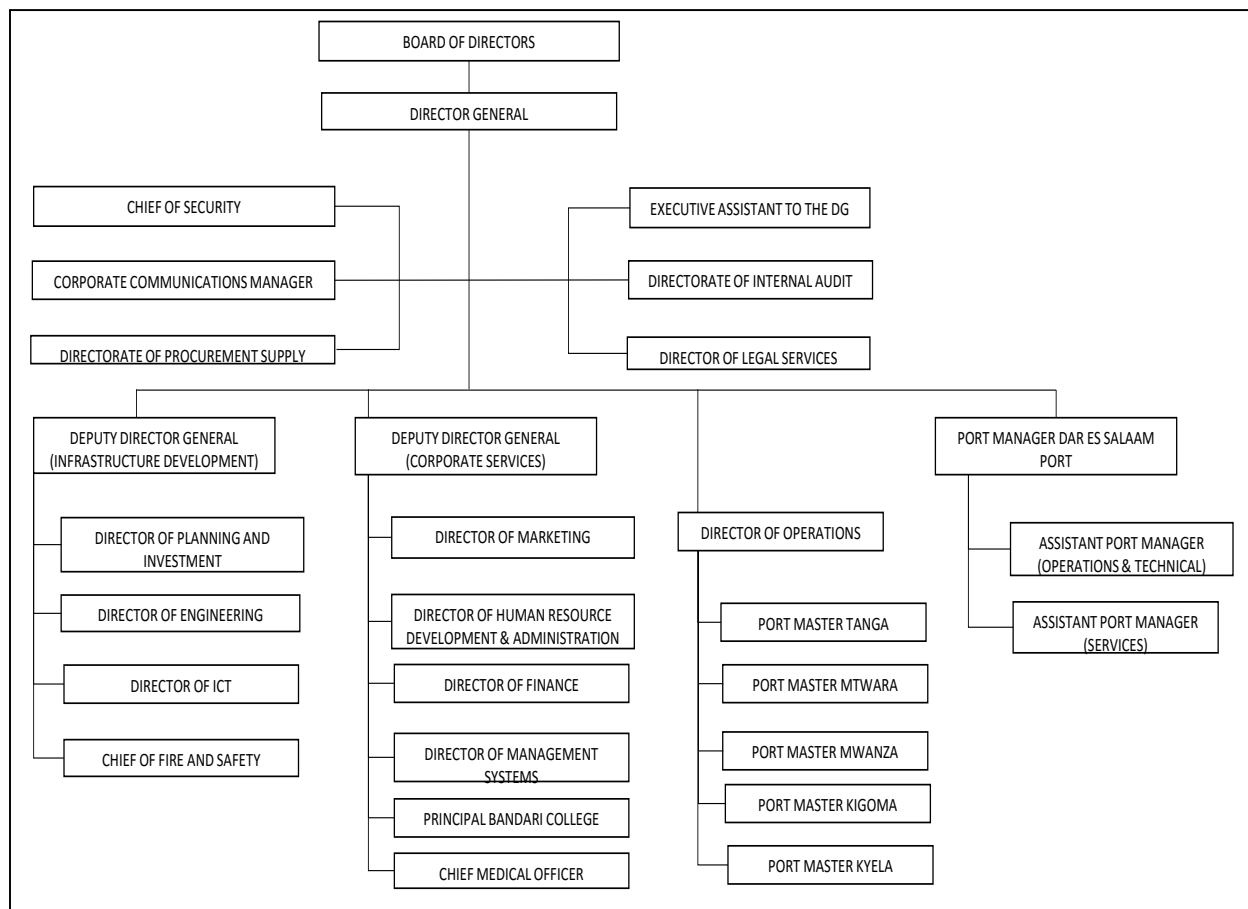 BOARD OF DIRECTORS
DIRECTOR GENERAL
CHIEF OF SECURITY
EXECUTIVE ASSISTANT TO THE DG
CORPORATE COMMUNICATIONS MANAGER
DIRECTORATE OF INTERNAL AUDIT
DIRECTORATE OF PROCUREMENT SUPPLY
DIRECTOR OF LEGAL SERVICES
DEPUTY DIRECTOR GENERAL
(INFRASTRUCTURE DEVELOPMENT)
DIRECTOR OF PLANNING AND
INVESTMENT
DIRECTOR OF ENGINEERING
DIRECTOR OF ICT
CHIEF OF FIRE AND SAFETY
DEPUTY DIRECTOR GENERAL
(CORPORATE SERVICES)
DIRECTOR OF MARKETING
DIRECTOR OF HUMAN RESOURCE
DEVELOPMENT & ADMINISTRATION
DIRECTOR OF FINANCE
DIRECTOR OF MANAGEMENT
SYSTEMS
PRINCIPAL BANDARI COLLEGE
CHIEF MEDICAL OFFICER
DIRECTOR OF OPERATIONS
PORT MASTER TANGA
PORT MASTER MTWARA
PORT MASTER MWANZA
PORT MASTER KIGOMA
PORT MASTER KYELA
PORT MANAGER DAR ES SALAAM
PORT
ASSISTANT PORT MANAGER
(OPERATIONS & TECHNICAL)
ASSISTANT PORT MANAGER
(SERVICES)